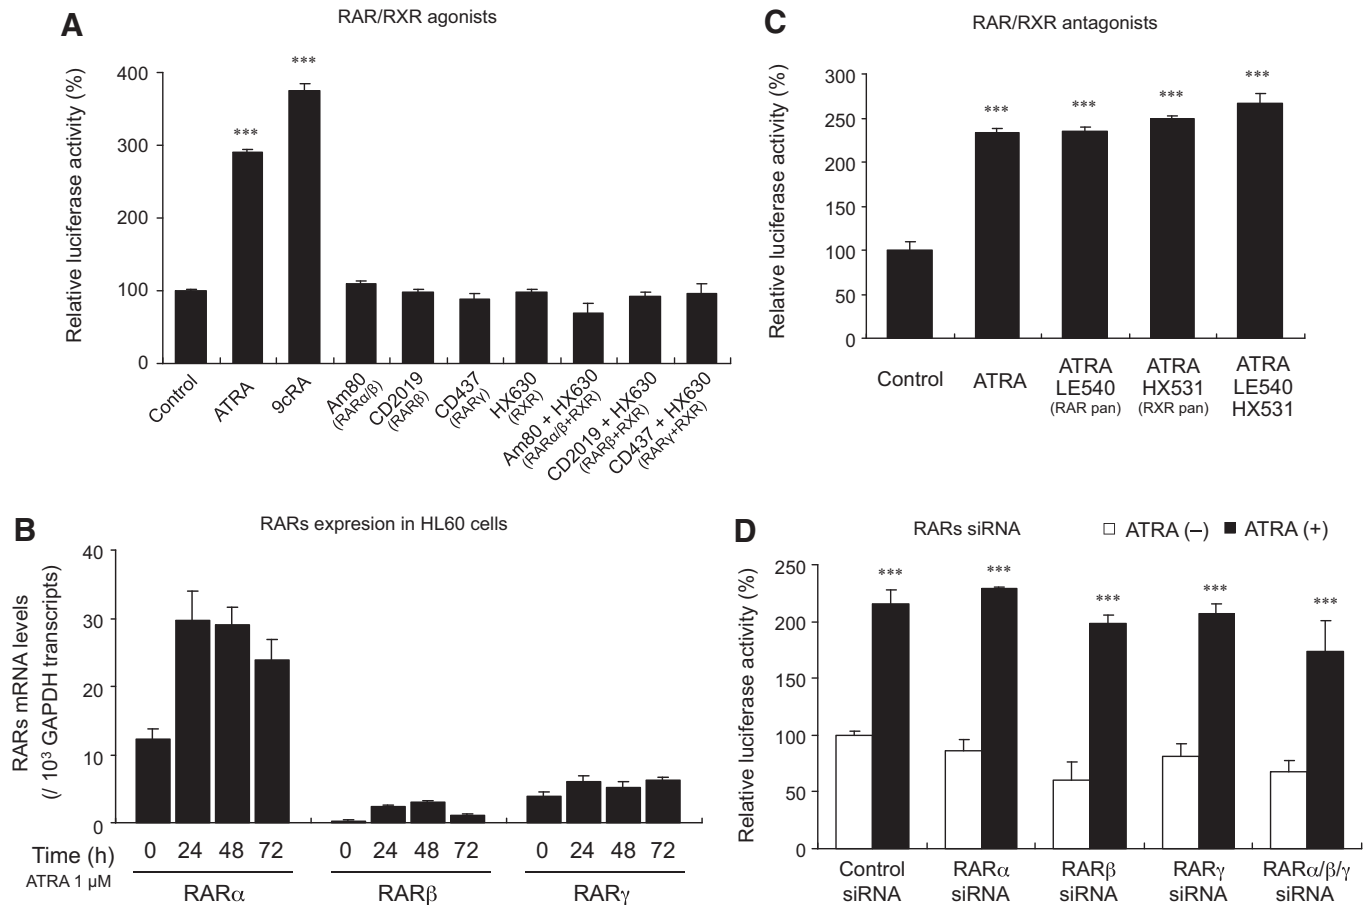 A
RAR/RXR agonists
Relative luciferase activity (%)
400
300
200
100
0
***
***
Control
ATRA
9cRA
Am80
(RARα/β)
CD2019
(RARβ)
CD437
(RARγ)
HX630
(RXR)
Am80 + HX630
(RARα/β+RXR)
CD2019 + HX630
(RARβ+RXR)
CD437 + HX630
(RARγ+RXR)
C
RAR/RXR antagonists
Relative luciferase activity (%)
300
250
200
150
100
50
0
***
***
***
***
Control
ATRA
ATRA
LE540
(RAR pan)
ATRA
HX531
(RXR pan)
ATRA
LE540
HX531
B
RARs expresion in HL60 cells
RARs mRNA levels
(/ 10³ GAPDH transcripts)
40
30
20
10
0
Time (h)
0 24 48 72
0 24 48 72
0 24 48 72
ATRA 1 µM
RARα
RARβ
RARγ
D
RARs siRNA
ATRA (–)
ATRA (+)
Relative luciferase activity (%)
250
200
150
100
50
0
***
***
***
***
***
Control
siRNA
RARα
siRNA
RARβ
siRNA
RARγ
siRNA
RARα/β/γ
siRNA